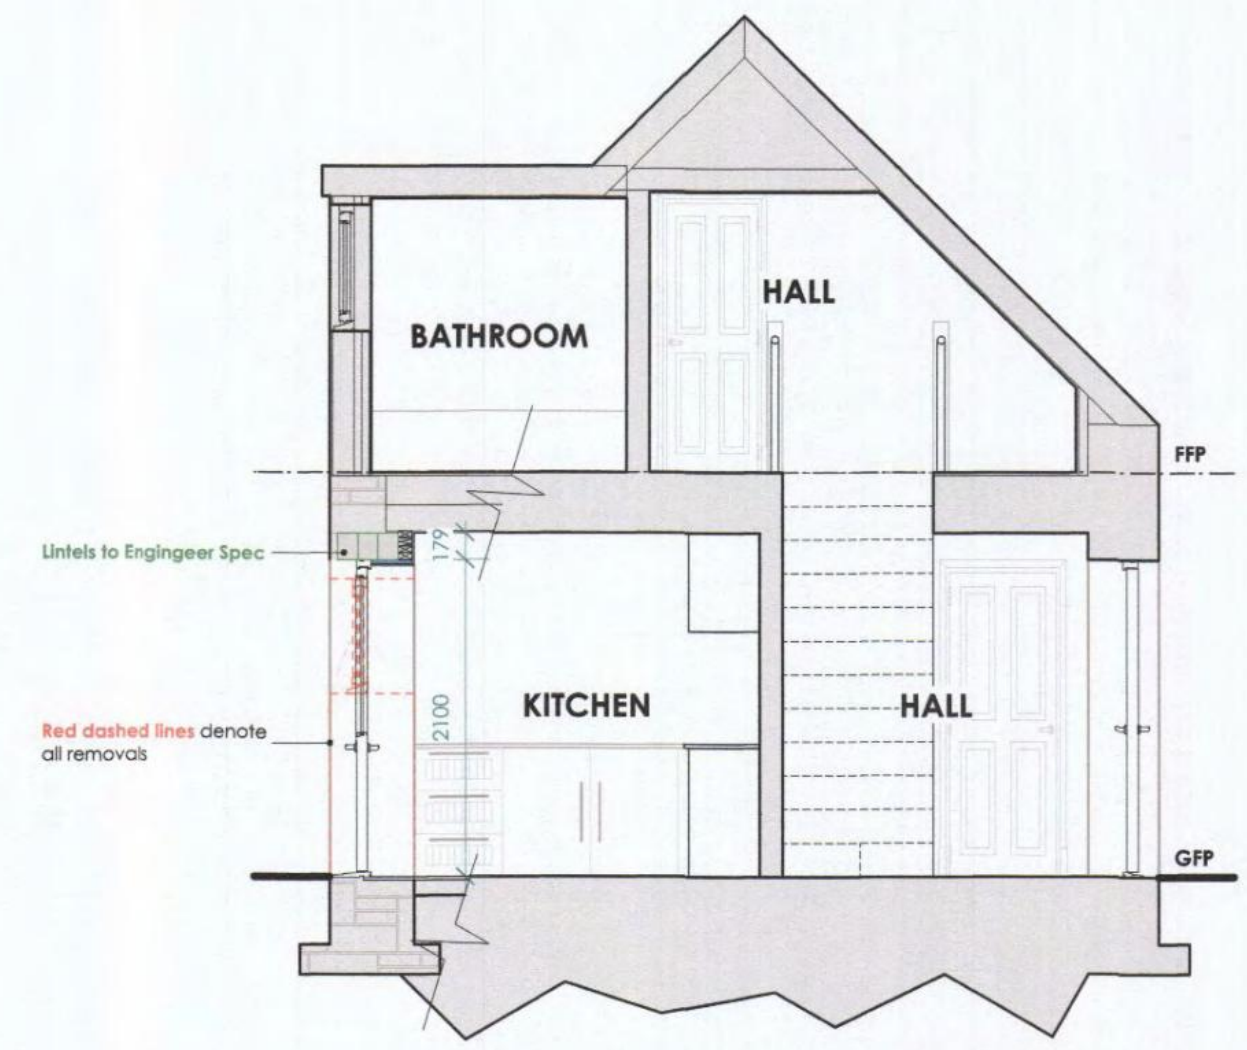 HALL
BATHROOM
FFP
Lintels to Engingeer Spec
179
KITCHEN
HALL
2100
Red dashed lines denote
all removals
GFP